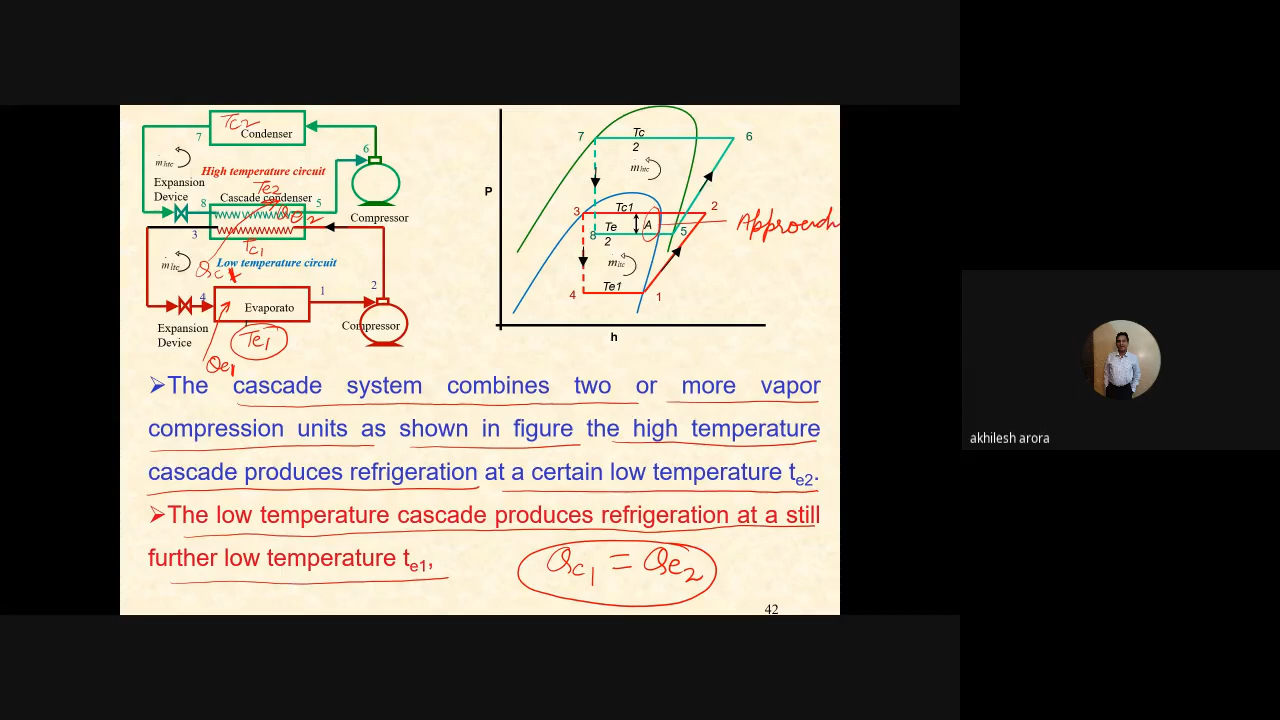 Tc2
Condenser
7
6
ṁhtc
High temperature circuit
Expansion
Device
Te2
Cascade condenser
8
5
Qe2
Compressor
3
Tc1
ṁltc
Low temperature circuit
Qc1
4
1
2
Evaporato
r
Compressor
Expansion
Device
Te1
Qe1
P
7
Tc
2
6
ṁhtc
3
Tc1
2
Te
2
A
8
5
Approach
ṁltc
4
Te1
1
h
➢The cascade system combines two or more vapor
compression units as shown in figure the high temperature
cascade produces refrigeration at a certain low temperature te2.
➢The low temperature cascade produces refrigeration at a still
further low temperature te1,
Qc1 = Qe2
42
akhilesh arora